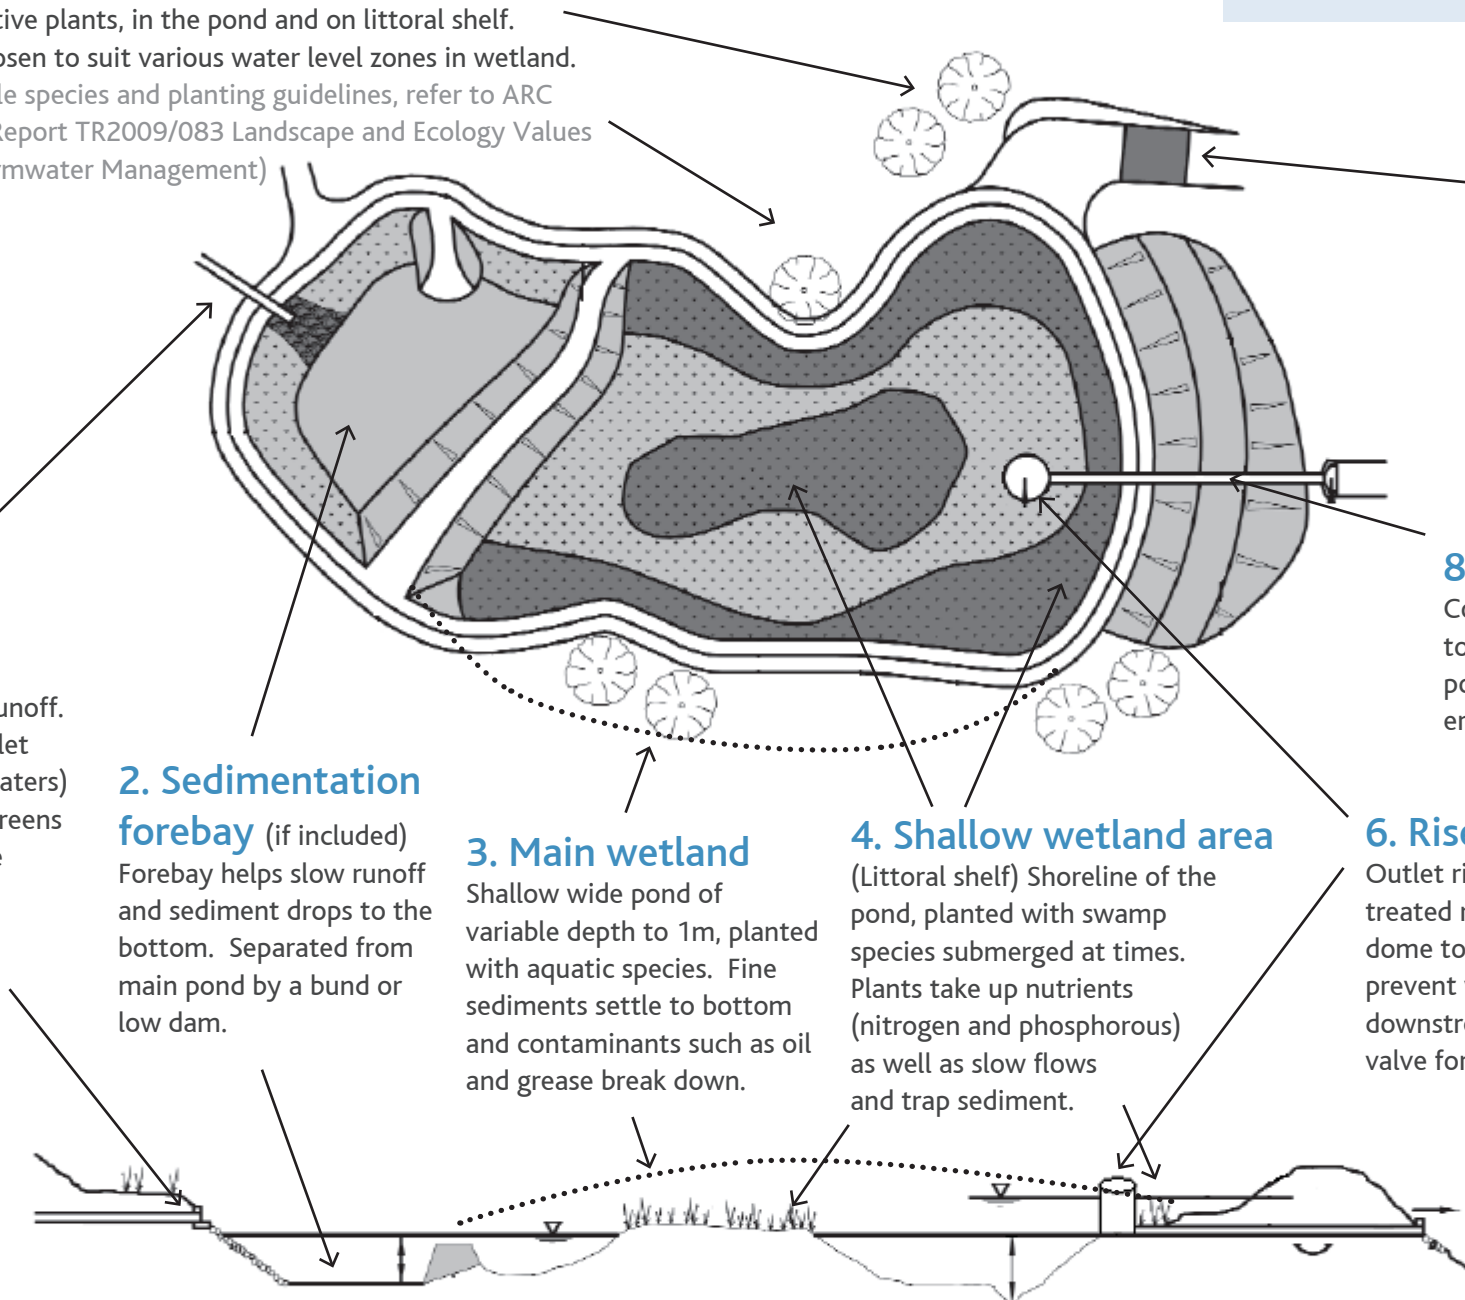 tive plants, in the pond and on littoral shelf.
osen to suit various water level zones in wetland.
le species and planting guidelines, refer to ARC
Report TR2009/083 Landscape and Ecology Values
rmwater Management)
unoff.
let
aters)
reens
e
2. Sedimentation
forebay (if included)
Forebay helps slow runoff
and sediment drops to the
bottom. Separated from
main pond by a bund or
low dam.
3. Main wetland
Shallow wide pond of
variable depth to 1m, planted
with aquatic species. Fine
sediments settle to bottom
and contaminants such as oil
and grease break down.
4. Shallow wetland area
(Littoral shelf) Shoreline of the
pond, planted with swamp
species submerged at times.
Plants take up nutrients
(nitrogen and phosphorous)
as well as slow flows
and trap sediment.
6. Rise
Outlet ri
treated
dome to
prevent
downstr
valve for
8
Co
to
po
en